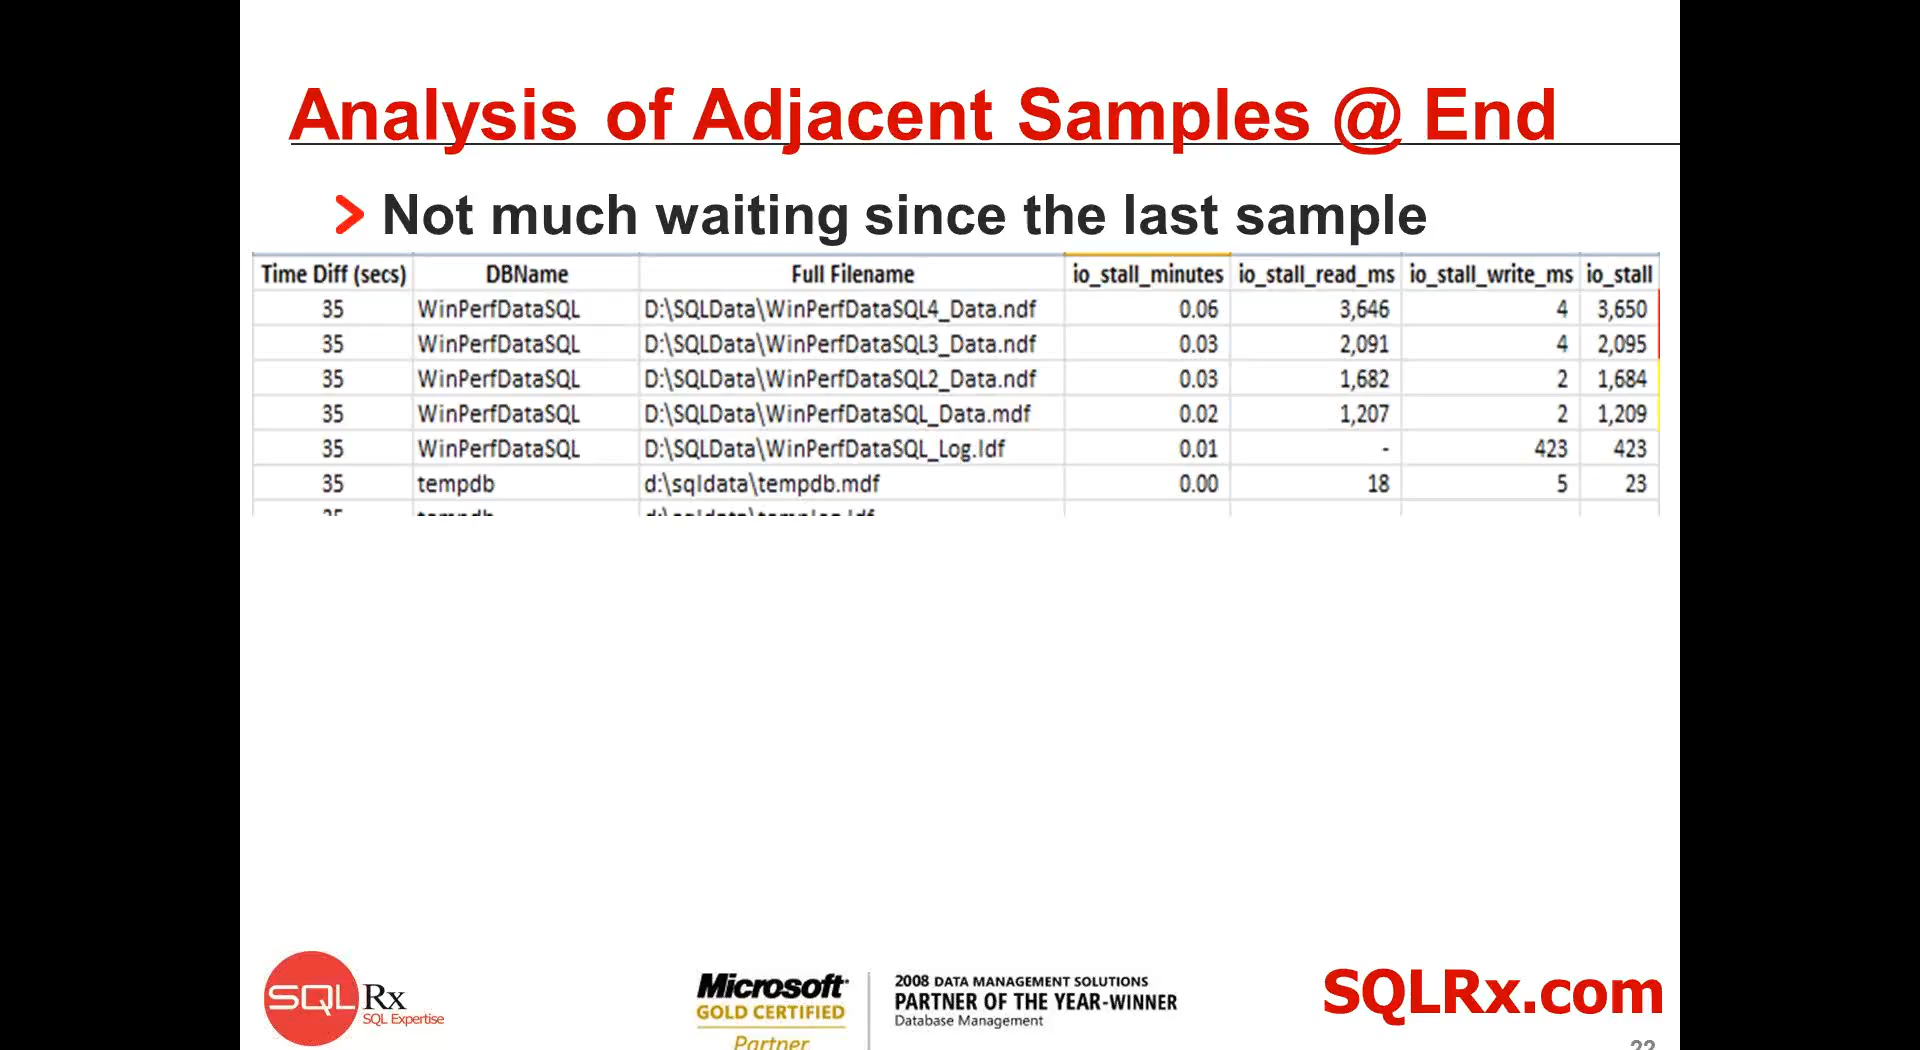 Analysis of Adjacent Samples @ End
Not much waiting since the last sample
Time Diff (secs) DBName Full Filename io_stall_minutes io_stall_read_ms io_stall_write_ms io_stall
35 WinPerfDataSQL D:\SQLData\WinPerfDataSQL4_Data.ndf 0.06 3,646 4 3,650
35 WinPerfDataSQL D:\SQLData\WinPerfDataSQL3_Data.ndf 0.03 2,091 4 2,095
35 WinPerfDataSQL D:\SQLData\WinPerfDataSQL2_Data.ndf 0.03 1,682 2 1,684
35 WinPerfDataSQL D:\SQLData\WinPerfDataSQL_Data.mdf 0.02 1,207 2 1,209
35 WinPerfDataSQL D:\SQLData\WinPerfDataSQL_Log.ldf 0.01 - 423 423
35 tempdb d:\sqldata\tempdb.mdf 0.00 18 5 23
SQL Rx
SQL Expertise
Microsoft
GOLD CERTIFIED
Partner
2008 DATA MANAGEMENT SOLUTIONS
PARTNER OF THE YEAR-WINNER
Database Management
SQLRx.com